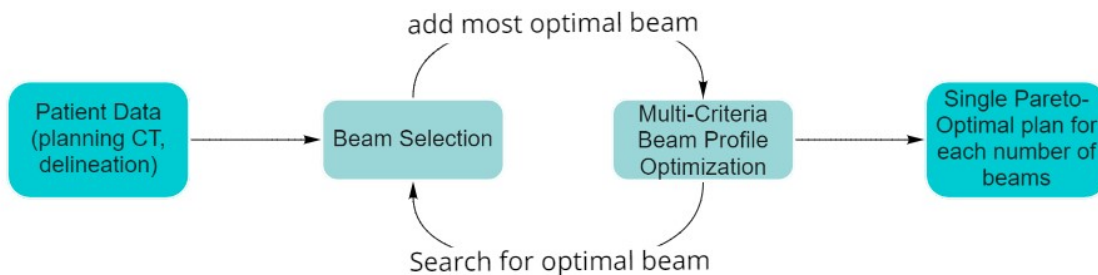 add most optimal beam
Patient Data
(planning CT,
delineation)
Beam Selection
Multi-Criteria
Beam Profile
Optimization
Single Pareto-
Optimal plan for
each number of
beams
Search for optimal beam